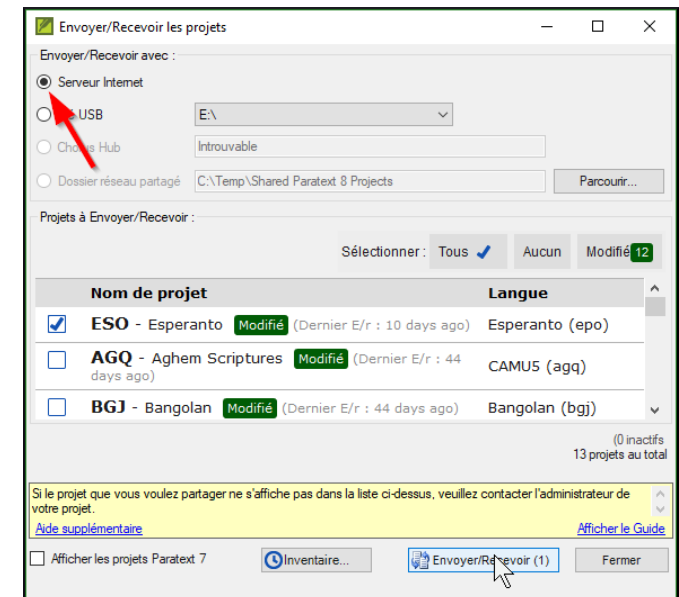 Envoyer/Recevoir les projets
Envoyer/Recevoir avec :
Serveur Internet
USB E:\
Chorus Hub Introuvable
Dossier réseau partagé C:\Temp\Shared Paratext 8 Projects Parcourir...
Projets à Envoyer/Recevoir :
Sélectionner : Tous Aucun Modifié 12
Nom de projet Langue
ESO - Esperanto Modifié (Dernier E/r : 10 days ago) Esperanto (epo)
AGQ - Aghem Scriptures Modifié (Dernier E/r : 44
days ago) CAMU5 (agq)
BGJ - Bangolan Modifié (Dernier E/r : 44 days ago) Bangolan (bgj)
(0 inactifs
13 projets au total
Si le projet que vous voulez partager ne s'affiche pas dans la liste ci-dessus, veuillez contacter l'administrateur de
votre projet.
Aide supplémentaire Afficher le Guide
Afficher les projets Paratext 7 Inventaire... Envoyer/Recevoir (1) Fermer